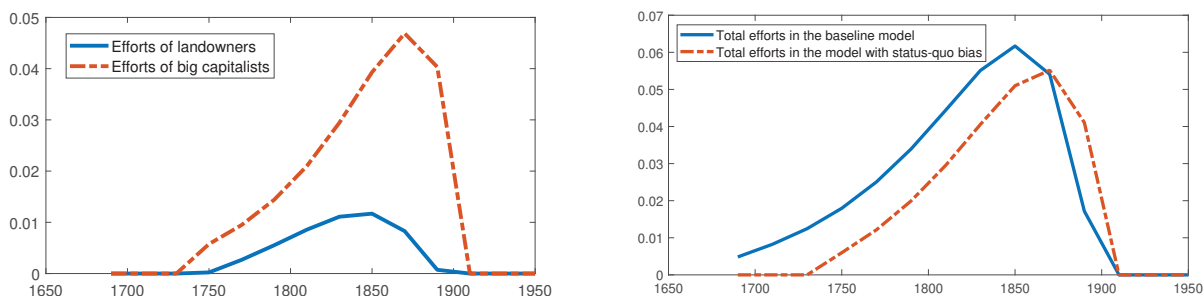 0.05
0.04
0.03
0.02
0.01
0
1650 1700 1750 1800 1850 1900 1950
Efforts of landowners
Efforts of big capitalists
0.07
0.06
0.05
0.04
0.03
0.02
0.01
0
1650 1700 1750 1800 1850 1900 1950
Total efforts in the baseline model
Total efforts in the model with status-quo bias